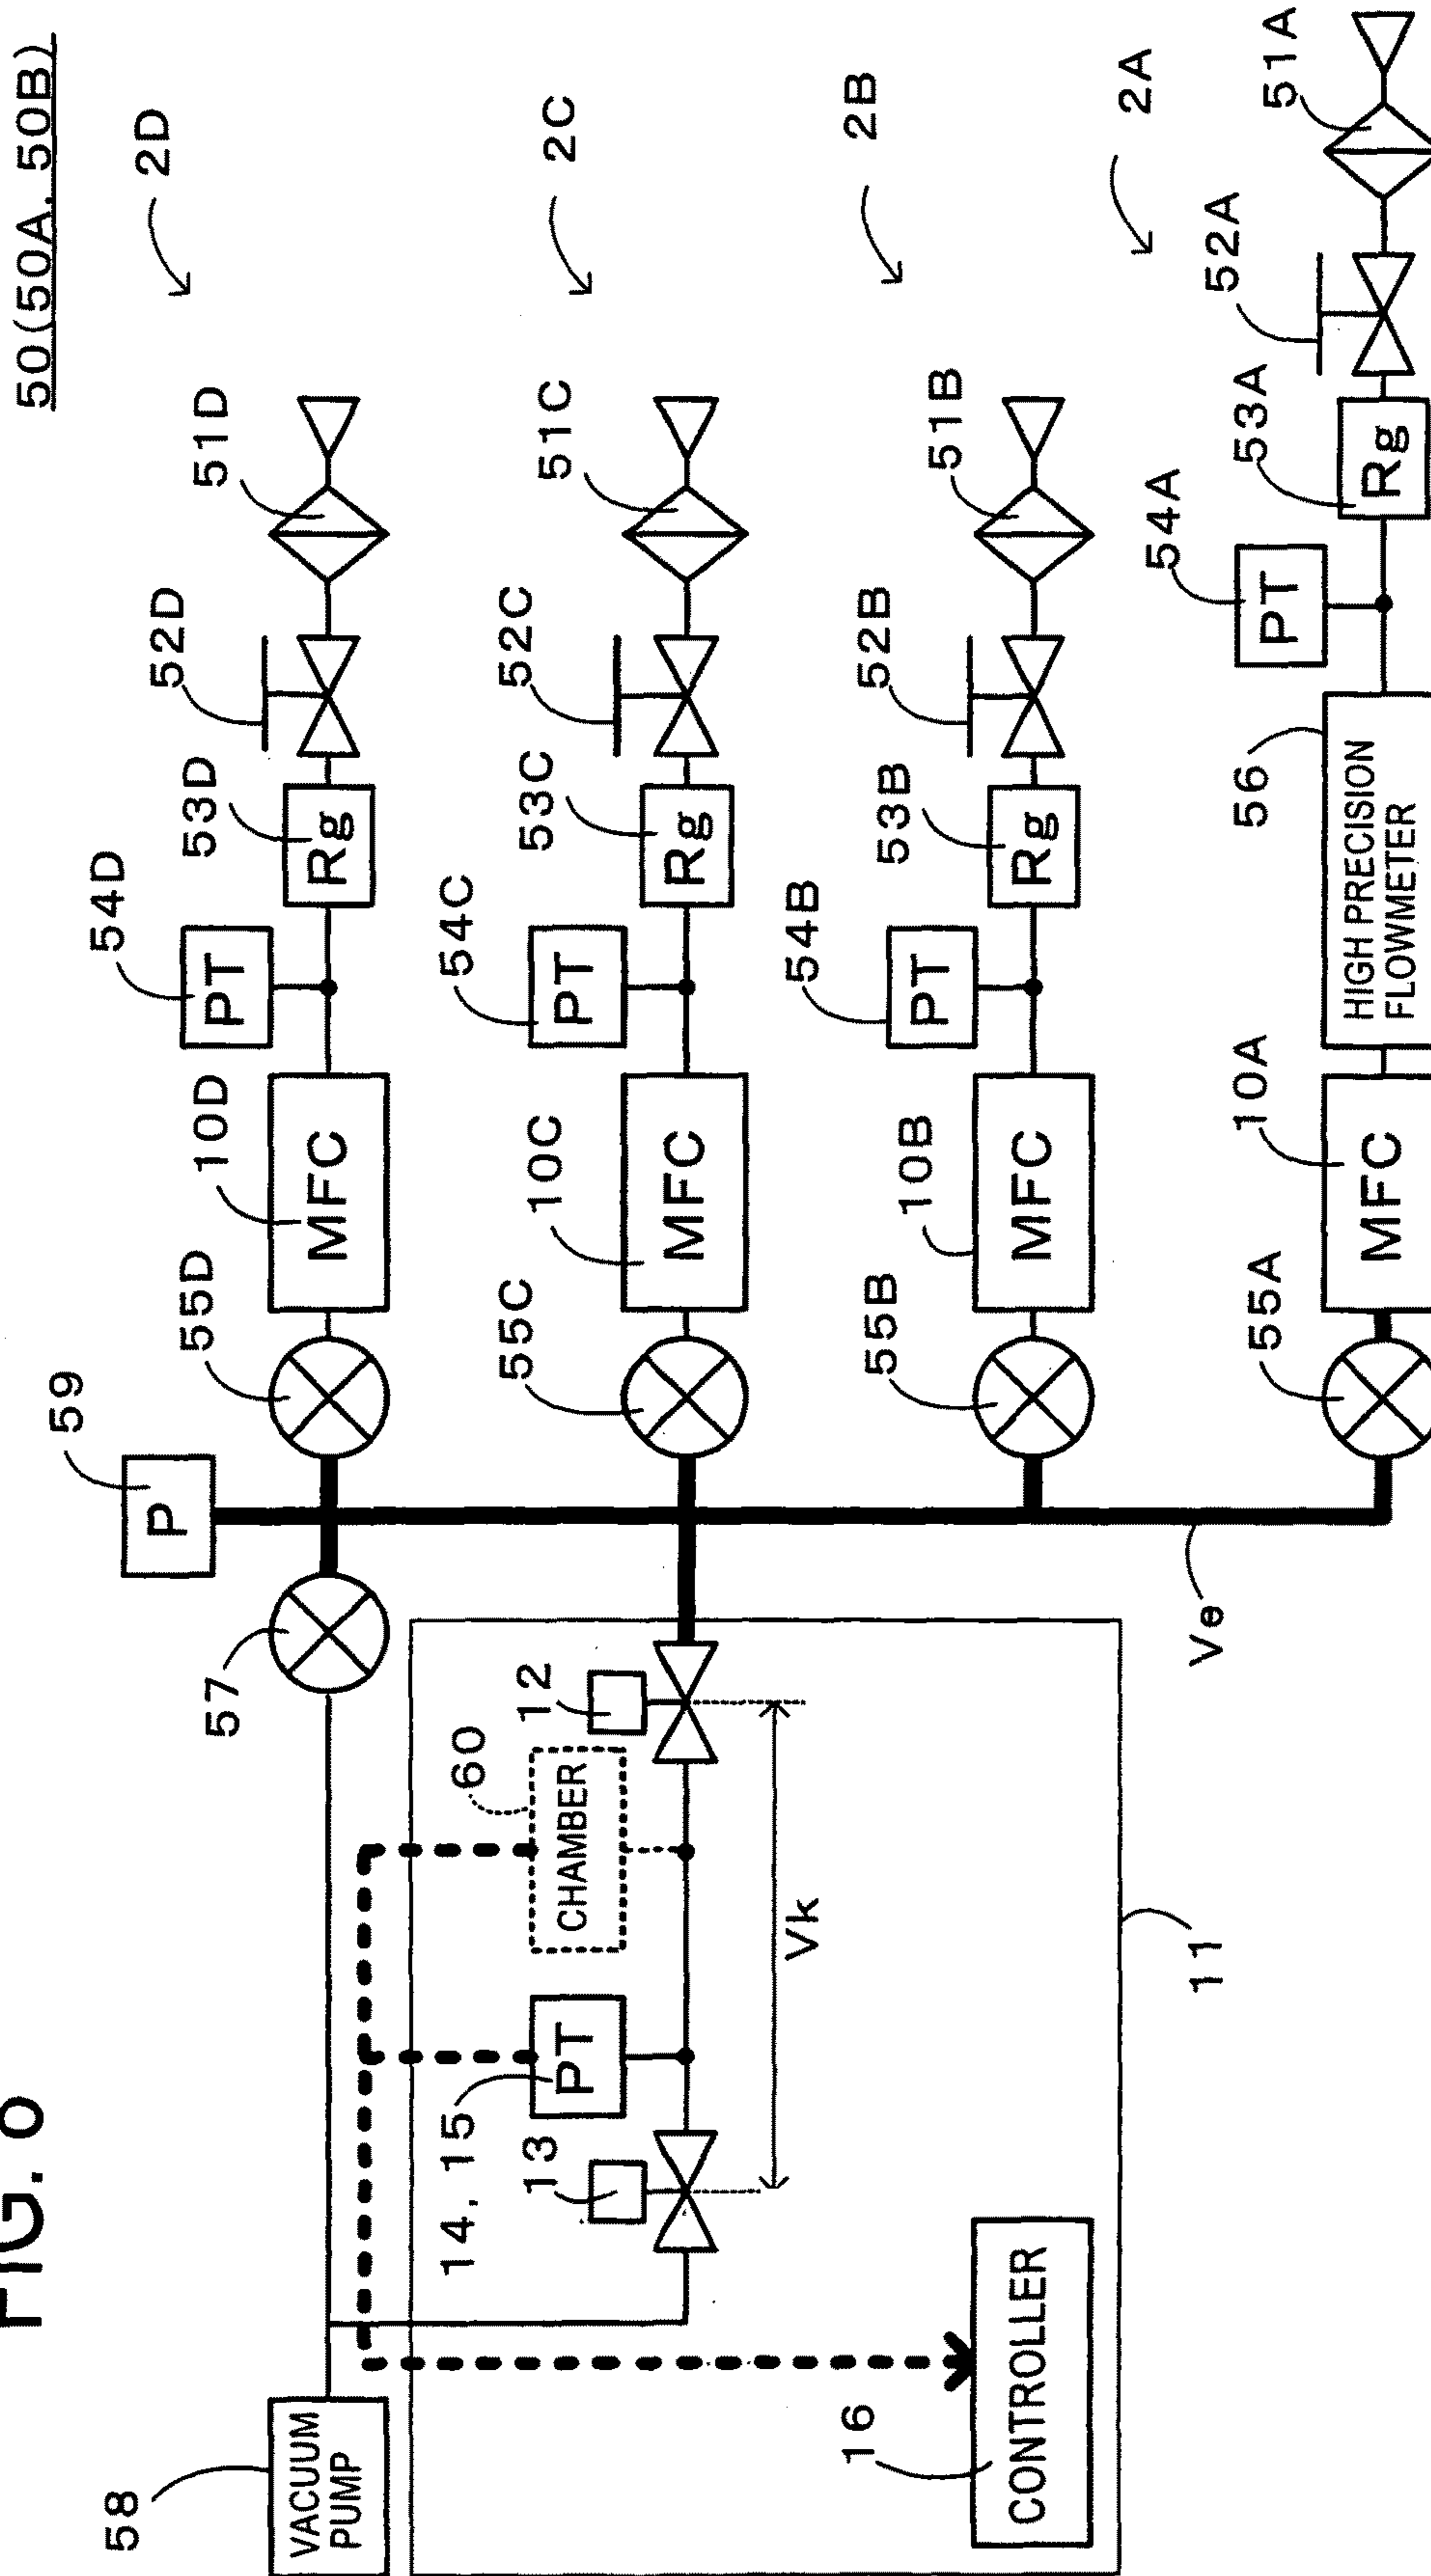 FIG.
50(50A, 50B)
58
VACUUM
PUMP
57
59
P
55D
10D
MFC
54D
PT
53D
Rg
52D
51D
2D
14, 15
PT
13
60
CHAMBER
12
Vk
55C
10C
MFC
54C
PT
53C
Rg
52C
51C
2C
16
CONTROLLER
11
55B
10B
MFC
54B
PT
53B
Rg
52B
51B
2B
Ve
55A
10A
MFC
56
HIGH PRECISION
FLOWMETER
54A
PT
53A
Rg
52A
51A
2A